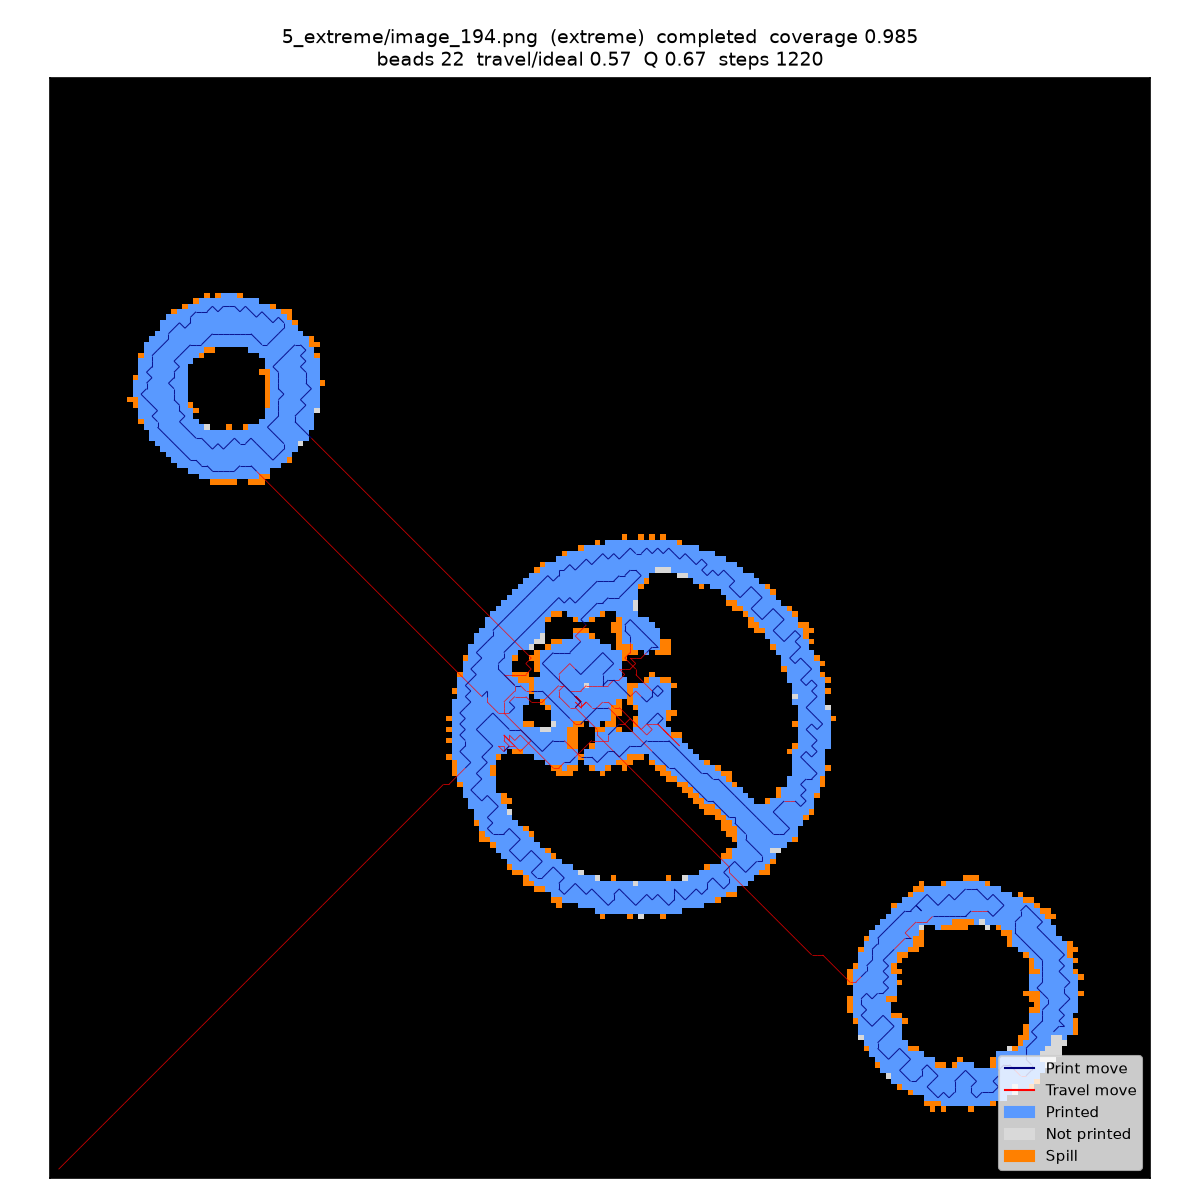 5_extreme/image_194.png  (extreme)  completed  coverage 0.985
beads 22  travel/ideal 0.57  Q 0.67  steps 1220
Print move
Travel move
Printed
Not printed
Spill